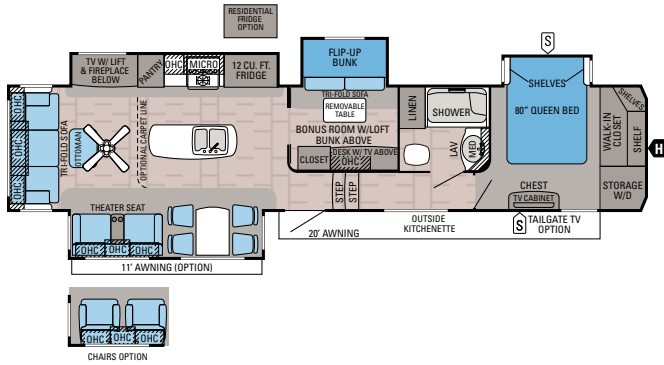 RESIDENTIAL
FRIDGE
OPTION
TV W/ LIFT
& FIREPLACE
BELOW
PANTRY
OHC
MICRO
12 CU. FT.
FRIDGE
FLIP-UP
BUNK
S
OHC
OHC
OHC
TRI-FOLD SOFA
OTTOMAN
OPTIONAL CARPET LINE
TRI-FOLD SOFA
REMOVABLE
TABLE
BONUS ROOM W/LOFT
BUNK ABOVE
CLOSET
DESK W/ TV ABOVE
OHC
LINEN
SHOWER
LAV
MED
STEP
STEP
SHELVES
80" QUEEN BED
SHELVES
WALK-IN
CLOSET
SHELF
H
CHEST
TV CABINET
STORAGE
W/D
THEATER SEAT
OHC
OHC
OHC
11' AWNING (OPTION)
20' AWNING
OUTSIDE
KITCHENETTE
S
TAILGATE TV
OPTION
OHC
OHC
OHC
CHAIRS OPTION